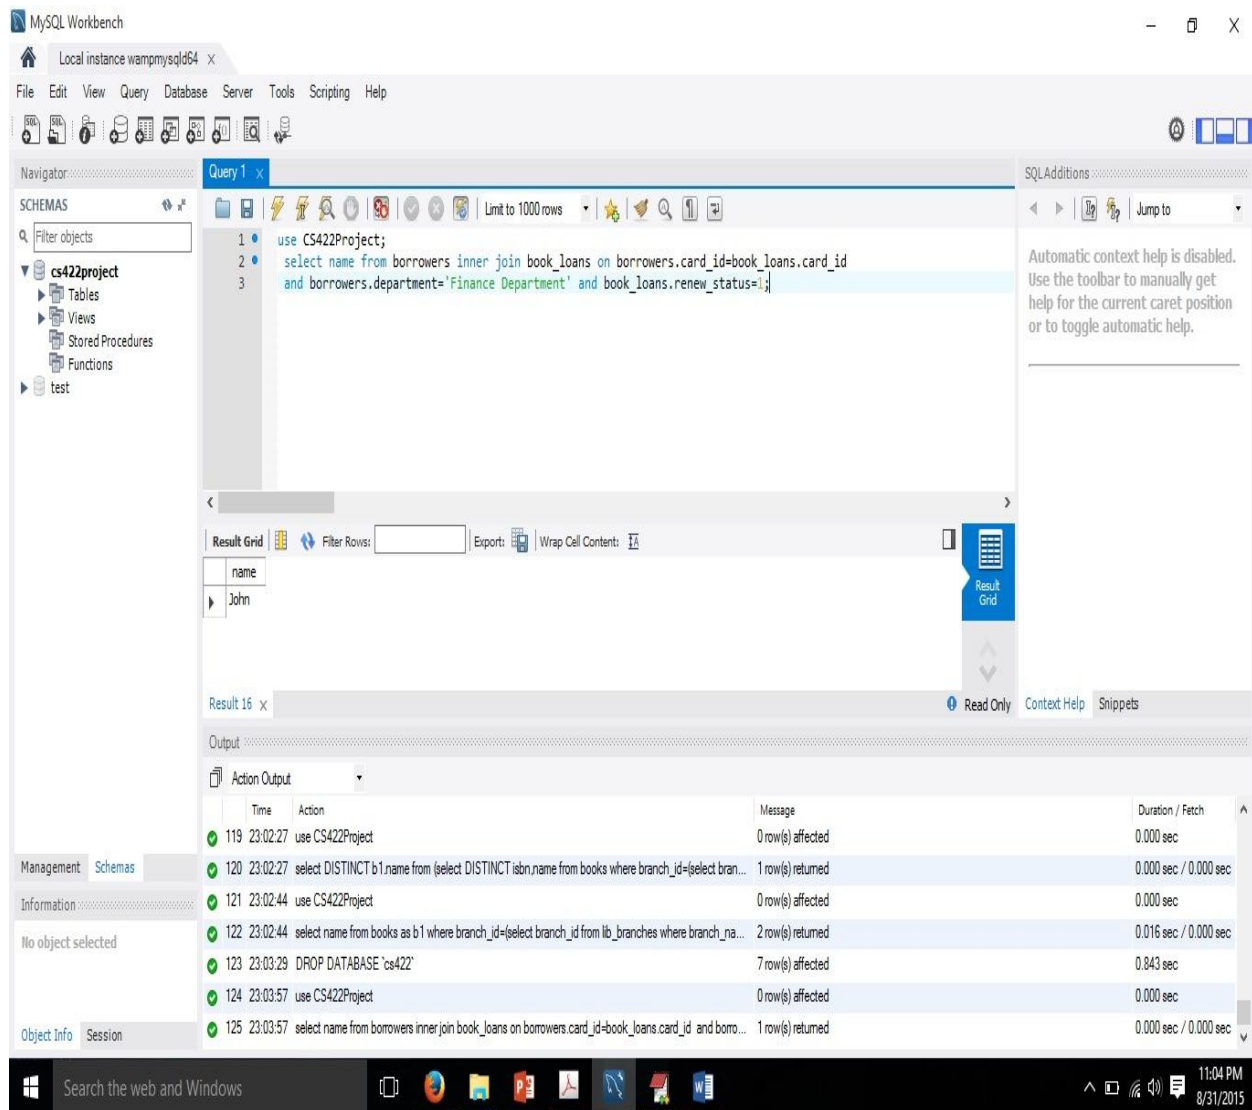 MySQL Workbench
Local instance wampmysqld64
File Edit View Query Database Server Tools Scripting Help
Navigator
SCHEMAS
Filter objects
cs422project
Tables
Views
Stored Procedures
Functions
test
Management Schemas
Information
No object selected
Object Info Session
Query 1
Limit to 1000 rows
1 use CS422Project;
2 select name from borrowers inner join book_loans on borrowers.card_id=book_loans.card_id
3 and borrowers.department='Finance Department' and book_loans.renew_status=1;
Result Grid Filter Rows: Export: Wrap Cell Content:
name
John
Result Grid
Result 16
Read Only
SQLAdditions
Jump to
Automatic context help is disabled.
Use the toolbar to manually get
help for the current caret position
or to toggle automatic help.
Context Help Snippets
Output
Action Output
Time Action Message Duration / Fetch
119 23:02:27 use CS422Project 0 row(s) affected 0.000 sec
120 23:02:27 select DISTINCT b1.name from (select DISTINCT isbn,name from books where branch_id=(select bran... 1 row(s) returned 0.000 sec / 0.000 sec
121 23:02:44 use CS422Project 0 row(s) affected 0.000 sec
122 23:02:44 select name from books as b1 where branch_id=(select branch_id from lib_branches where branch_na... 2 row(s) returned 0.016 sec / 0.000 sec
123 23:03:29 DROP DATABASE `cs422` 7 row(s) affected 0.843 sec
124 23:03:57 use CS422Project 0 row(s) affected 0.000 sec
125 23:03:57 select name from borrowers inner join book_loans on borrowers.card_id=book_loans.card_id and borro... 1 row(s) returned 0.000 sec / 0.000 sec
Search the web and Windows
11:04 PM
8/31/2015